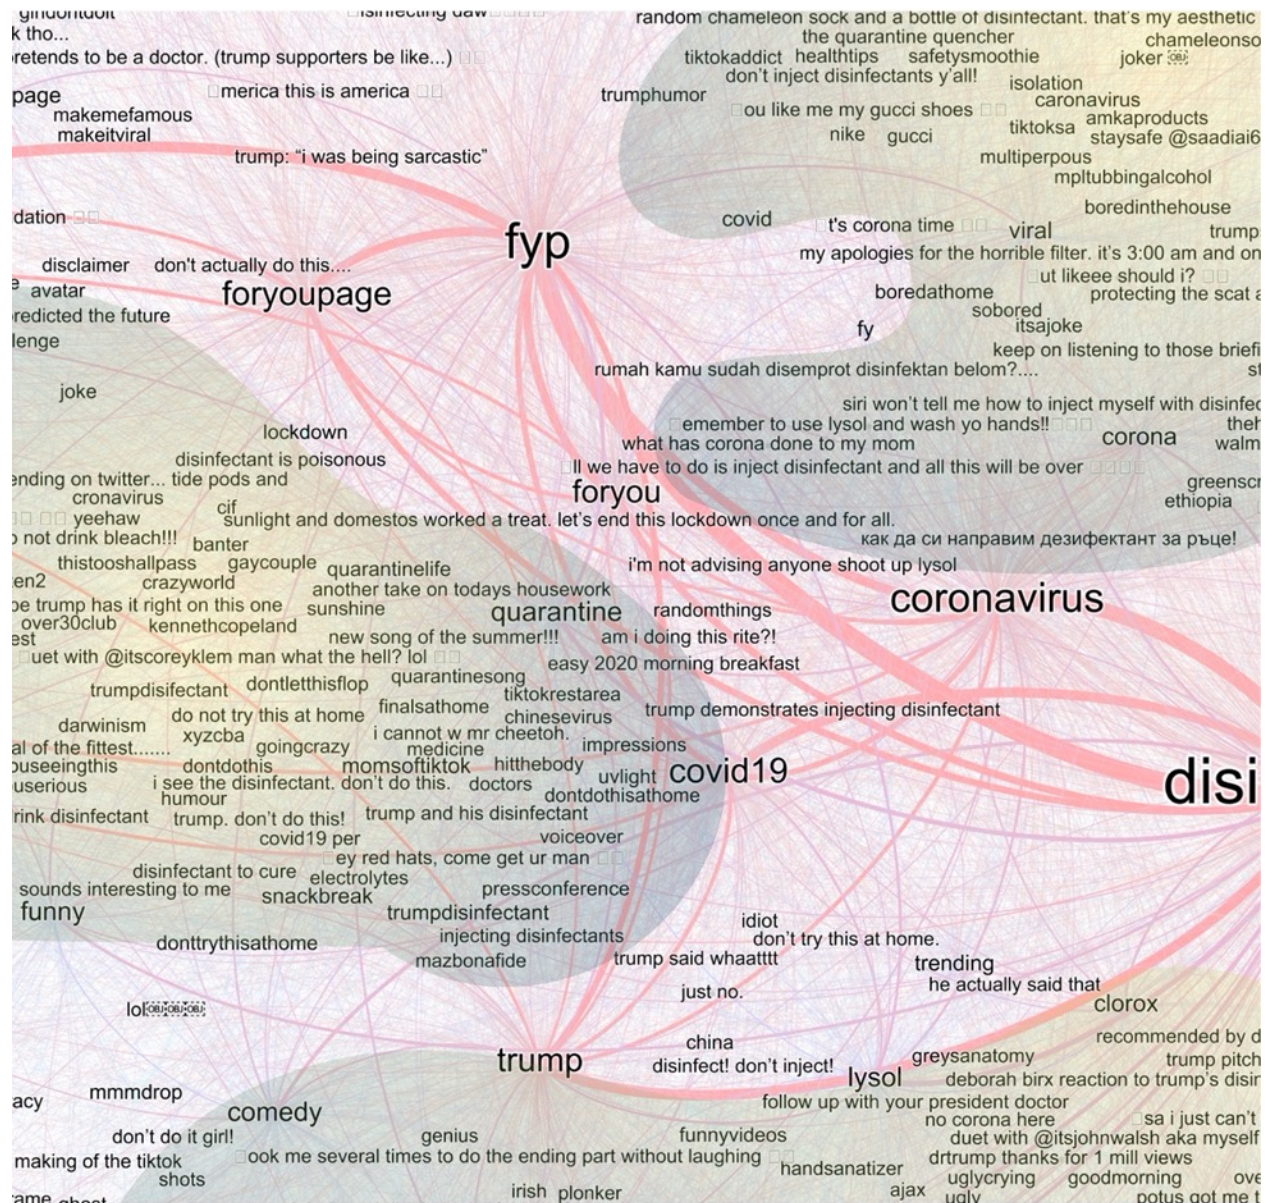 random chameleon sock and a bottle of disinfectant. that's my aesthetic
k tho...
the quarantine quencher
chameleonso
retends to be a doctor. (trump supporters be like...)
tiktokaddict healthtips safetysmoothie
joker
don't inject disinfectants y'all!
isolation
page
merica this is america
trumphumor
caronavirus
makemefamous
ou like me my gucci shoes
amkaproducts
makeitviral
nike gucci
tiktoksa
staysafe @saadiai6
trump: “i was being sarcastic”
multiperpous
mpltubbingalcohol
dation
covid
t's corona time
viral
boredinthehouse
trump
fyp
my apologies for the horrible filter. it's 3:00 am and on
disclaimer don't actually do this....
ut likeee should i?
avatar
foryoupage
boredathome
protecting the scat a
redicted the future
sobored
lenge
fy
itsajoke
keep on listening to those briefi
rumah kamu sudah disemprot disinfektan belom?....
st
joke
siri won't tell me how to inject myself with disinfec
lockdown
emember to use lysol and wash yo hands!!
theh
what has corona done to my mom
corona
walm
disinfectant is poisonous
ll we have to do is inject disinfectant and all this will be over
ending on twitter... tide pods and
foryou
greenscr
cronavirus
ethiopia
cif
yeehaw
sunlight and domestos worked a treat. let's end this lockdown once and for all.
o not drink bleach!!!
banter
как да си направим дезифектант за ръце!
thistooshallpass gaycouple quarantinelife
i'm not advising anyone shoot up lysol
en2
crazyworld
another take on todays housework
coronavirus
be trump has it right on this one
sunshine
quarantine
randomthings
over30club kennethcopeland
est
new song of the summer!!!
am i doing this rite?!
uet with @itscoreyklem man what the hell? lol
easy 2020 morning breakfast
trumpdisifectant dontletthisflop quarantinesong
tiktokrestarea
finalsathome
chinesevirus
trump demonstrates injecting disinfectant
darwinism
do not try this at home
xyzcba
i cannot w mr cheetoh.
al of the fittest.......
goingcrazy
medicine
impressions
ouseeingthis
dontdothis
momsoftiktok
hitthebody
covid19
disi
userious
i see the disinfectant. don't do this.
doctors
uvlight
humour
dontdothisathome
rink disinfectant
trump. don't do this!
trump and his disinfectant
covid19 per
voiceover
ey red hats, come get ur man
disinfectant to cure
electrolytes
sounds interesting to me
snackbreak
pressconference
funny
trumpdisinfectant
idiot
donttrythisathome
injecting disinfectants
don't try this at home.
mazbonafide
trump said whaatttt
trending
he actually said that
just no.
clorox
lol
china
recommended by d
trump
disinfect! don't inject!
greysanatomy
trump pitch
lysol
deborah birx reaction to trump's disin
mmmdrop
acy
comedy
follow up with your president doctor
no corona here
sa i just can't
don't do it girl!
genius
funnyvideos
duet with @itsjohnwalsh aka myself
making of the tiktok
ook me several times to do the ending part without laughing
drtrump thanks for 1 mill views
shots
handsanatizer
uglycrying goodmorning
ove
irish plonker
ajax
ugly
potus got me t